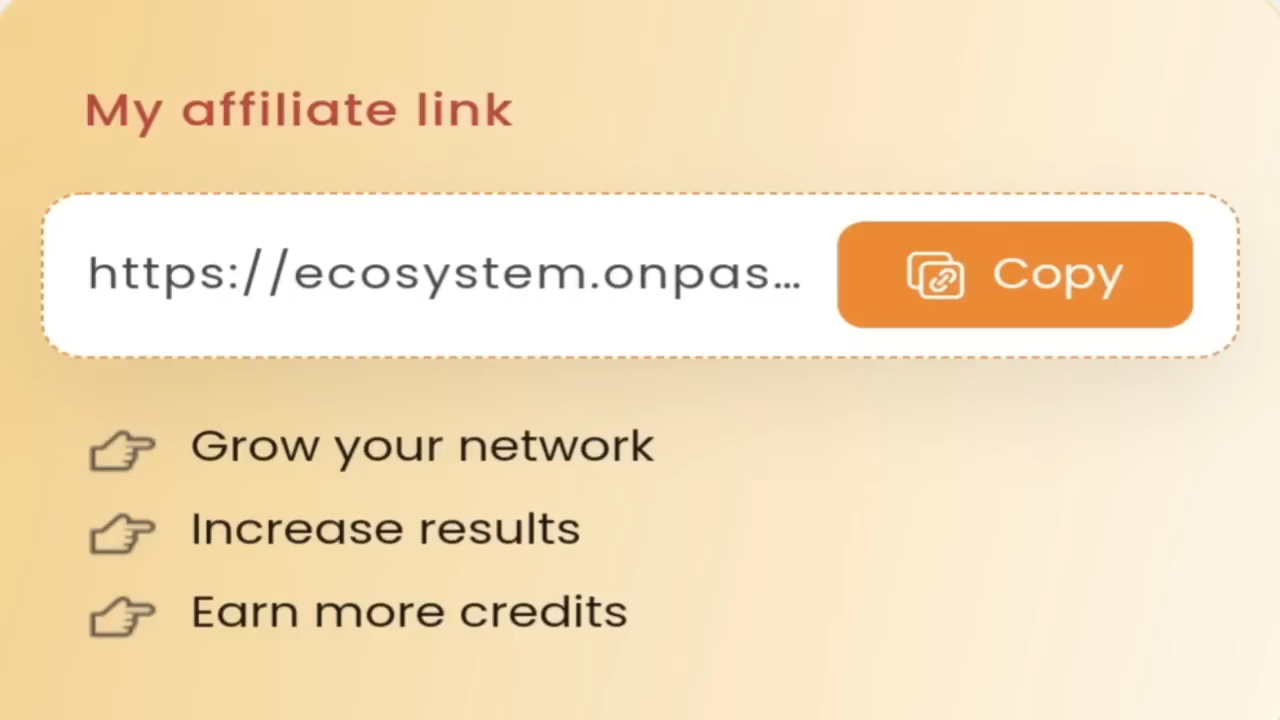 My affiliate link
https://ecosystem.onpas...
Copy
Grow your network
Increase results
Earn more credits